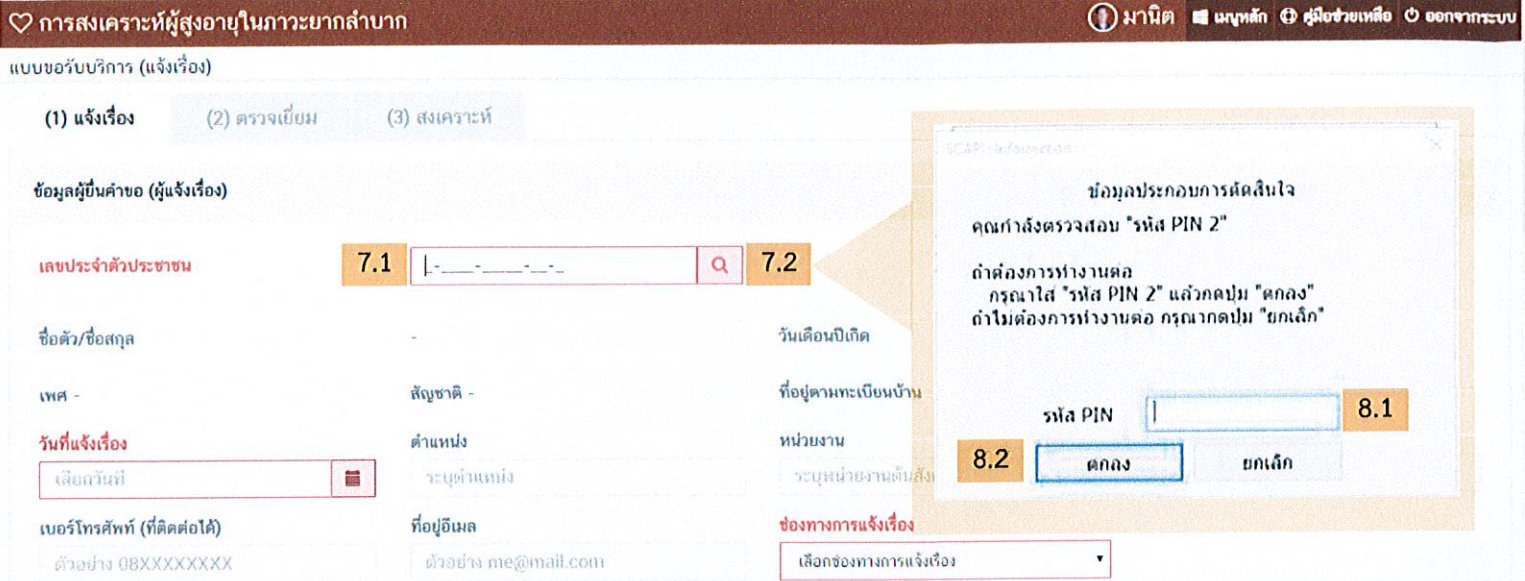 การสงเคราะห์ผู้สูงอายุในภาวะยากลำบาก
มานิต เมนูหลัก คู่มือช่วยเหลือ ออกจากระบบ
แบบขอรับบริการ (แจ้งเรื่อง)
(1) แจ้งเรื่อง (2) ตรวจเยี่ยม (3) สงเคราะห์
ข้อมูลผู้ยื่นคำขอ (ผู้แจ้งเรื่อง)
เลขประจำตัวประชาชน 7.1 _-____-_____-__-_ 7.2
ชื่อตัว/ชื่อสกุล - วันเดือนปีเกิด
เพศ - สัญชาติ - ที่อยู่ตามทะเบียนบ้าน
วันที่แจ้งเรื่อง ตำแหน่ง หน่วยงาน
เลือกวันที่ ระบุตำแหน่ง ระบุหน่วยงานต้นสัง
เบอร์โทรศัพท์ (ที่ติดต่อได้) ที่อยู่อีเมล ช่องทางการแจ้งเรื่อง
ตัวอย่าง 08XXXXXXXX ตัวอย่าง me@mail.com เลือกช่องทางการแจ้งเรื่อง
SCAPI : Information
ข้อมูลประกอบการตัดสินใจ
คุณกำลังตรวจสอบ "รหัส PIN 2"
ถ้าต้องการทำงานต่อ
กรุณาใส่ "รหัส PIN 2" แล้วกดปุ่ม "ตกลง"
ถ้าไม่ต้องการทำงานต่อ กรุณากดปุ่ม "ยกเลิก"
รหัส PIN 8.1
8.2 ตกลง ยกเลิก